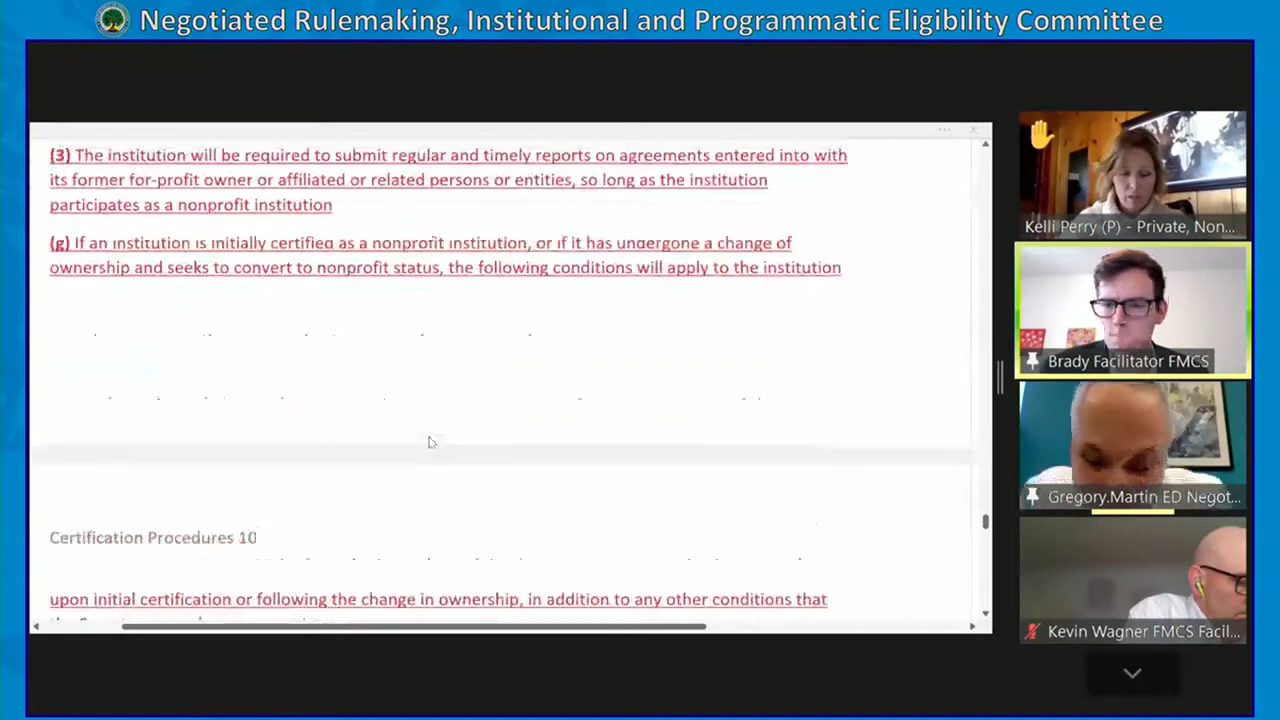 Negotiated Rulemaking, Institutional and Programmatic Eligibility Committee
(3) The institution will be required to submit regular and timely reports on agreements entered into with
its former for-profit owner or affiliated or related persons or entities, so long as the institution
participates as a nonprofit institution
(g) If an institution is initially certified as a nonprofit institution, or if it has undergone a change of
ownership and seeks to convert to nonprofit status, the following conditions will apply to the institution
Certification Procedures 10
upon initial certification or following the change in ownership, in addition to any other conditions that
Kelli Perry (P) - Private, Non...
Brady Facilitator FMCS
Gregory.Martin ED Negot...
Kevin Wagner FMCS Facil...